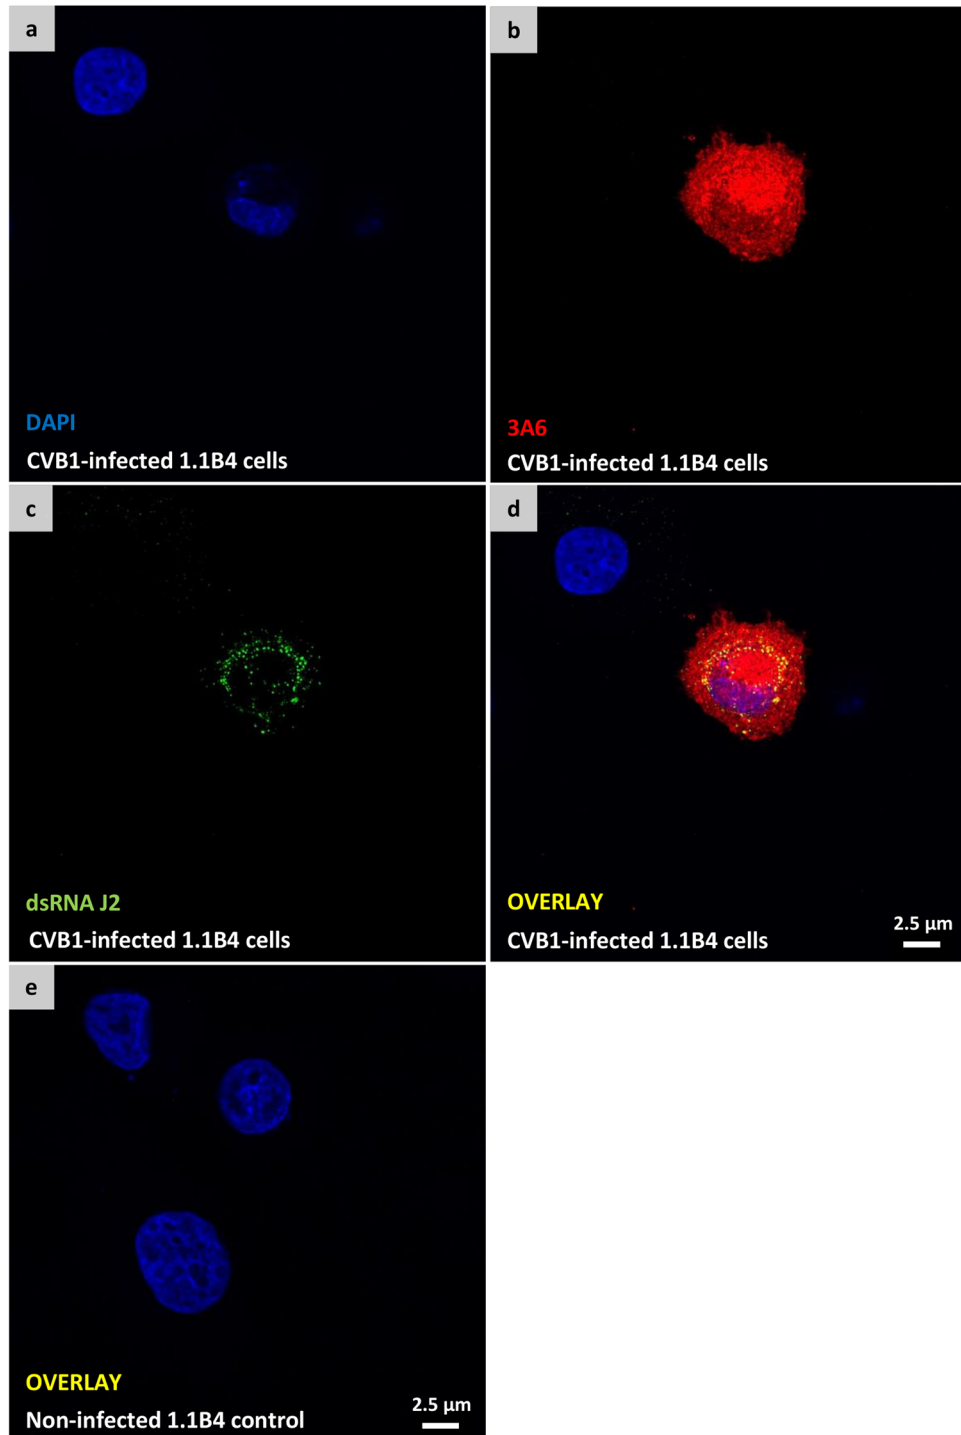 a
DAPI
CVB1-infected 1.1B4 cells
b
3A6
CVB1-infected 1.1B4 cells
c
dsRNA J2
CVB1-infected 1.1B4 cells
d
OVERLAY
CVB1-infected 1.1B4 cells
2.5 µm
e
OVERLAY
Non-infected 1.1B4 control
2.5 µm